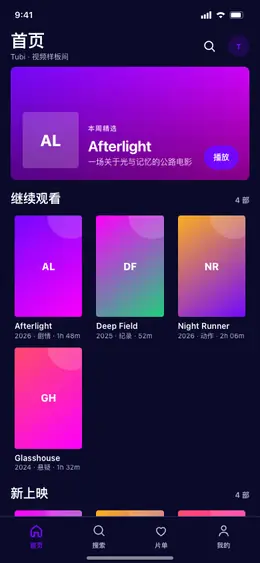 9:41
首页
Tubi · 视频样板间
T
AL
本周精选
Afterlight
一场关于光与记忆的公路电影
播放
继续观看
4 部
AL
DF
NR
Afterlight
Deep Field
Night Runner
2026 · 剧情 · 1h 48m
2025 · 纪录 · 52m
2026 · 动作 · 2h 06m
GH
Glasshouse
2024 · 悬疑 · 1h 32m
新上映
4 部
首页
搜索
片单
我的